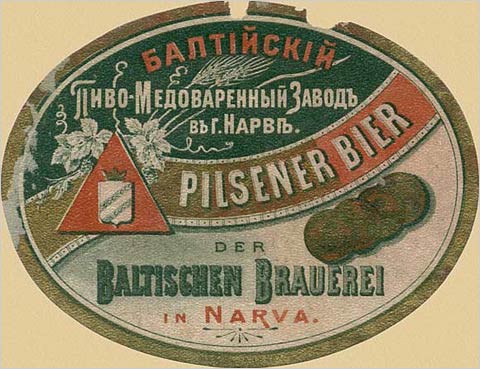 БАЛТІЙСКІЙ
ПИВО-МЕДОВАРЕННЫЙ ЗАВОДЪ
ВЪ Г. НАРВѢ.
PILSENER BIER
DER
BALTISCHEN BRAUEREI
IN NARVA.